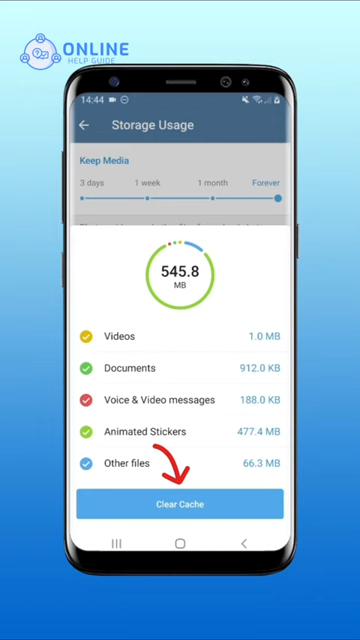 ONLINE
HELP GUIDE
14:44
Storage Usage
Keep Media
3 days 1 week 1 month Forever
545.8
MB
Videos 1.0 MB
Documents 912.0 KB
Voice & Video messages 188.0 KB
Animated Stickers 477.4 MB
Other files 66.3 MB
Clear Cache